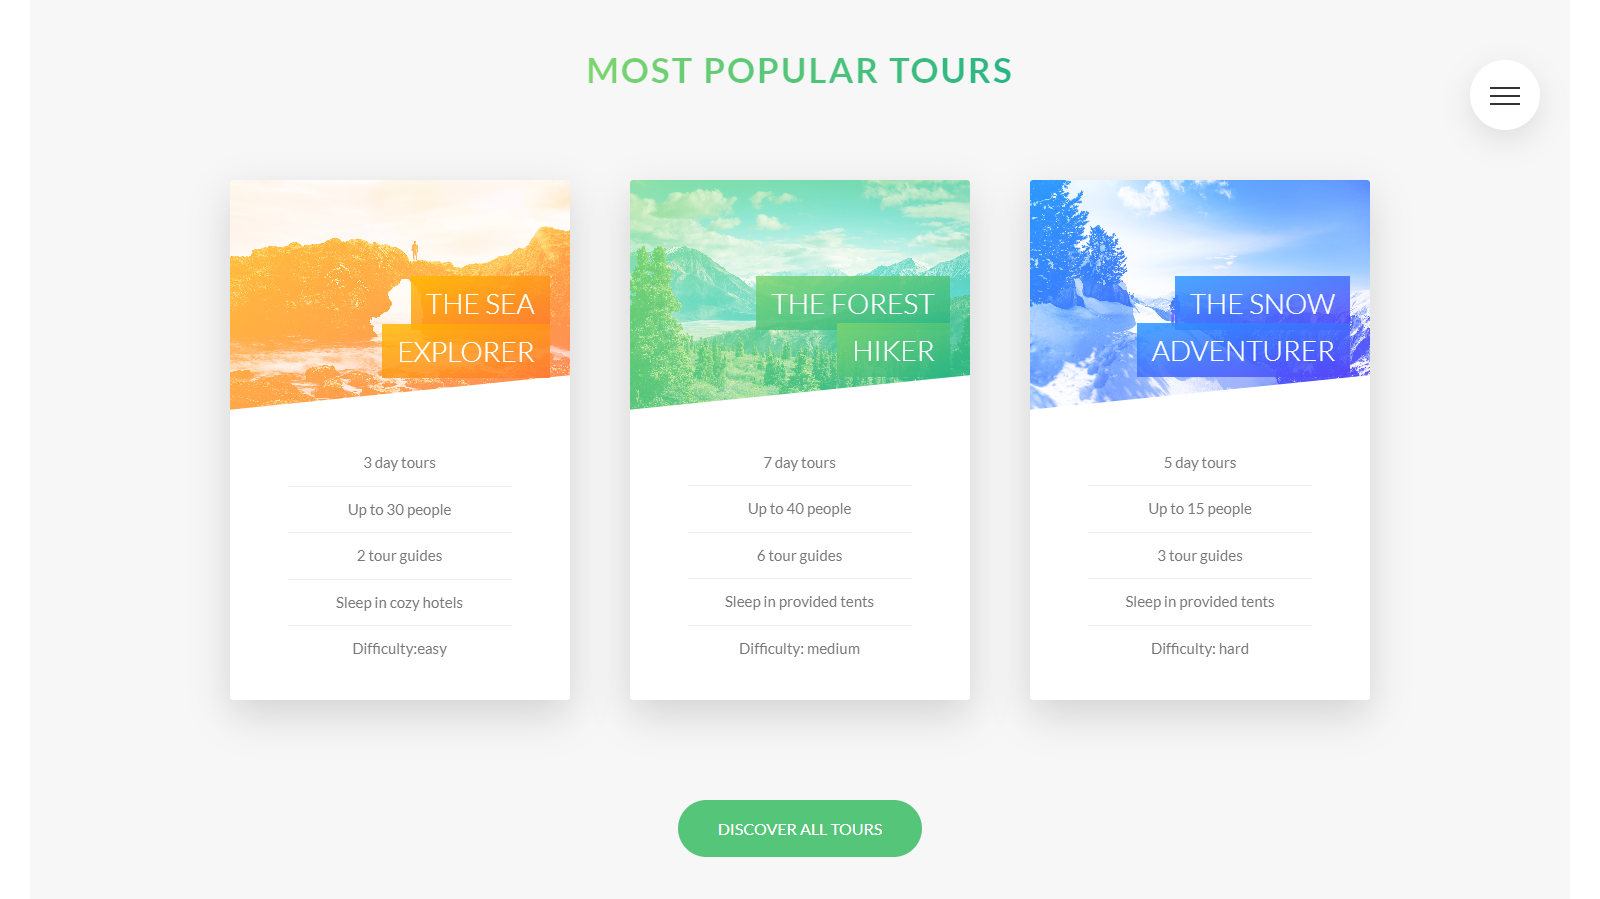 MOST POPULAR TOURS
THE SEA
EXPLORER
3 day tours
Up to 30 people
2 tour guides
Sleep in cozy hotels
Difficulty:easy
THE FOREST
HIKER
7 day tours
Up to 40 people
6 tour guides
Sleep in provided tents
Difficulty: medium
THE SNOW
ADVENTURER
5 day tours
Up to 15 people
3 tour guides
Sleep in provided tents
Difficulty: hard
DISCOVER ALL TOURS